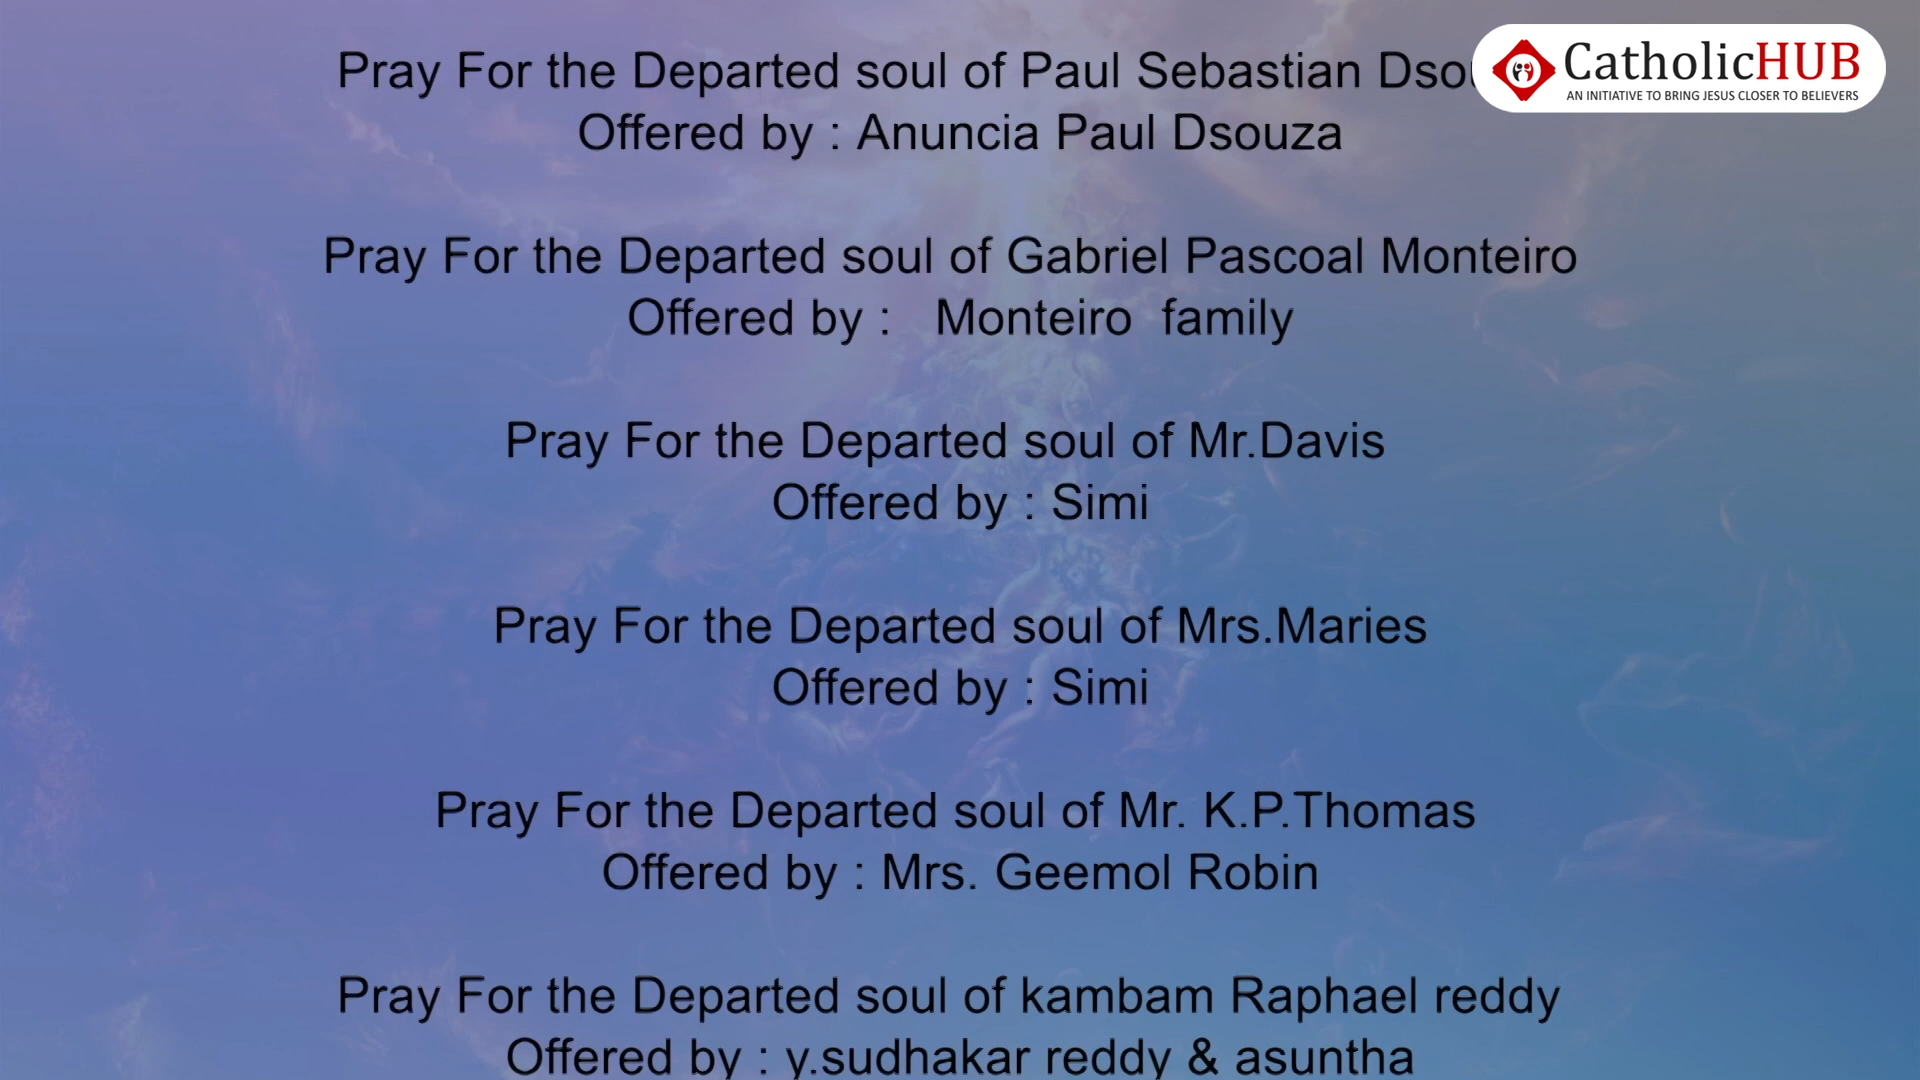 Pray For the Departed soul of Paul Sebastian
Offered by : Anuncia Paul Dsouza
CatholicHUB
AN INITIATIVE TO BRING JESUS CLOSER TO BELIEVERS
Pray For the Departed soul of Gabriel Pascoal Monteiro
Offered by : Monteiro family
Pray For the Departed soul of Mr.Davis
Offered by : Simi
Pray For the Departed soul of Mrs.Maries
Offered by : Simi
Pray For the Departed soul of Mr. K.P.Thomas
Offered by : Mrs. Geemol Robin
Pray For the Departed soul of kambam Raphael reddy
Offered by : y.sudhakar reddy & asuntha